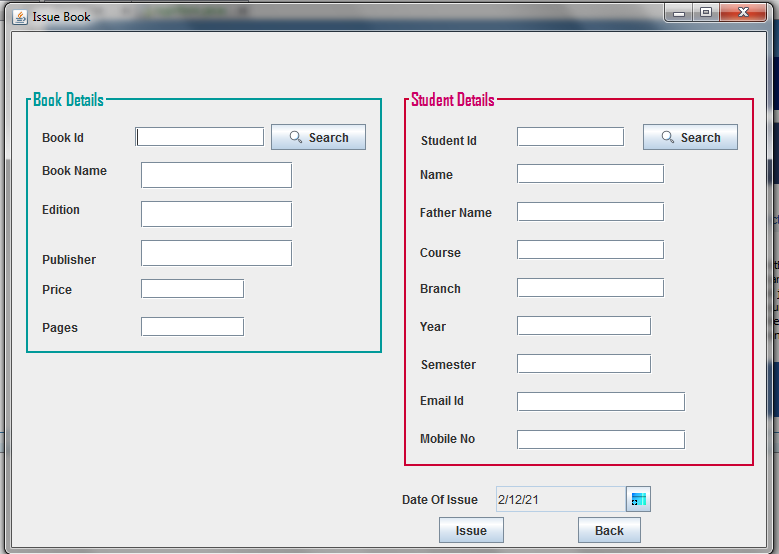 Issue Book
Book Details
Book Id
Search
Book Name
Edition
Publisher
Price
Pages
Student Details
Student Id
Search
Name
Father Name
Course
Branch
Year
Semester
Email Id
Mobile No
Date Of Issue 2/12/21
Issue
Back